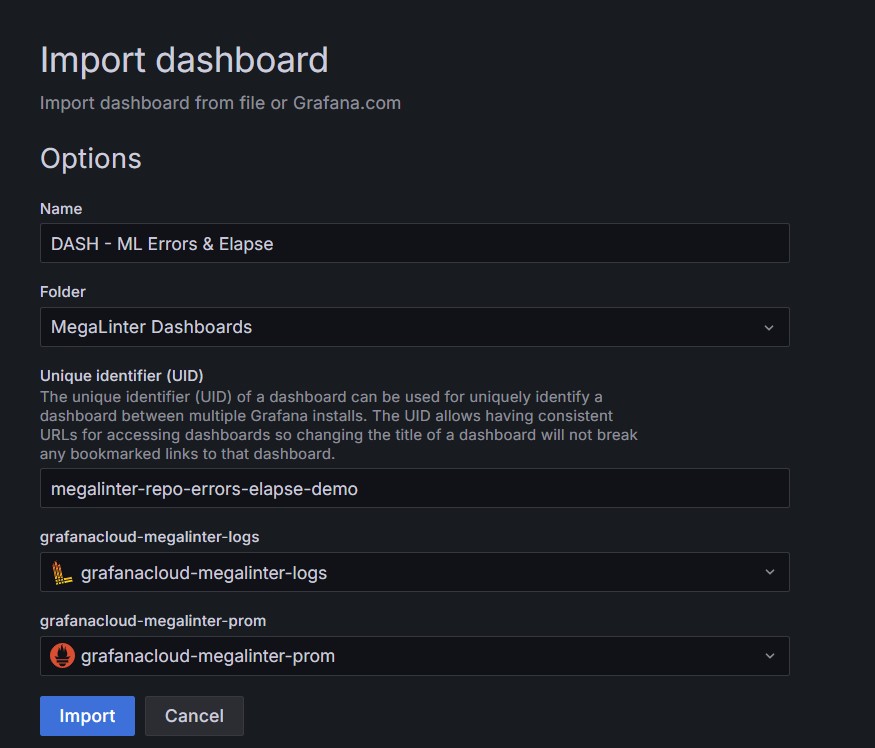 Import dashboard
Import dashboard from file or Grafana.com
Options
Name
DASH - ML Errors & Elapse
Folder
MegaLinter Dashboards
Unique identifier (UID)
The unique identifier (UID) of a dashboard can be used for uniquely identify a
dashboard between multiple Grafana installs. The UID allows having consistent
URLs for accessing dashboards so changing the title of a dashboard will not break
any bookmarked links to that dashboard.
megalinter-repo-errors-elapse-demo
grafanacloud-megalinter-logs
grafanacloud-megalinter-logs
grafanacloud-megalinter-prom
grafanacloud-megalinter-prom
Import Cancel